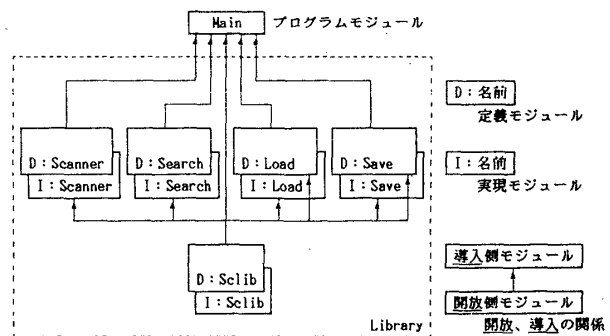 Main プログラムモジュール
D：名前
定義モジュール
D：Scanner D：Search D：Load D：Save
I：Scanner I：Search I：Load I：Save
I：名前
実現モジュール
D：Sclib
I：Sclib
Library
導入側モジュール
開放側モジュール
開放、導入の関係